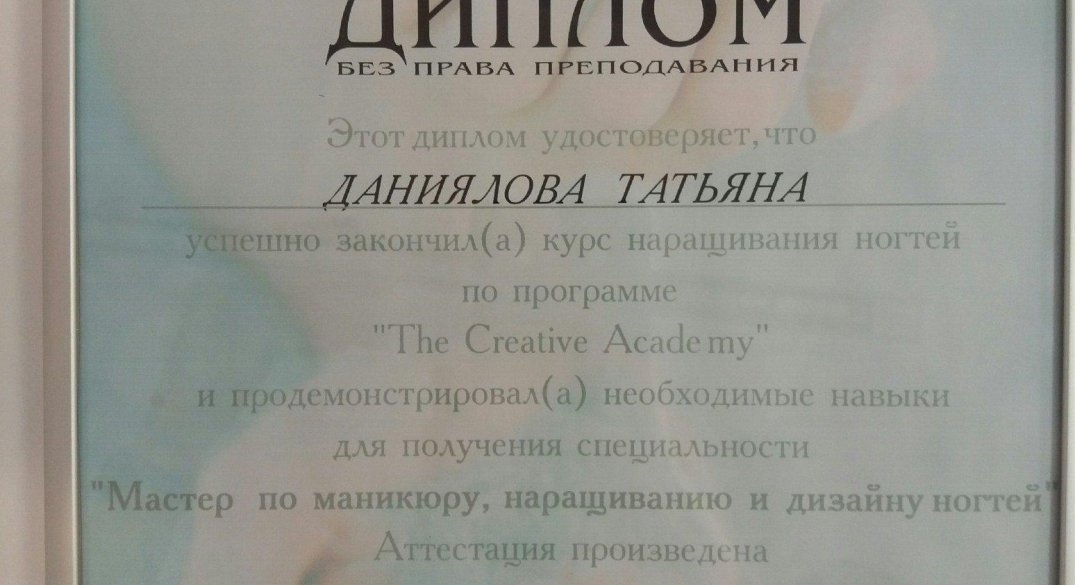 ДИПЛОМ
БЕЗ ПРАВА ПРЕПОДАВАНИЯ
Этот диплом удостоверяет, что
ДАНИЯЛОВА ТАТЬЯНА
успешно закончил(а) курс наращивания ногтей
по программе
"The Creative Academy"
и продемонстрировал(а) необходимые навыки
для получения специальности
"Мастер по маникюру, наращиванию и дизайну ногтей"
Аттестация произведена